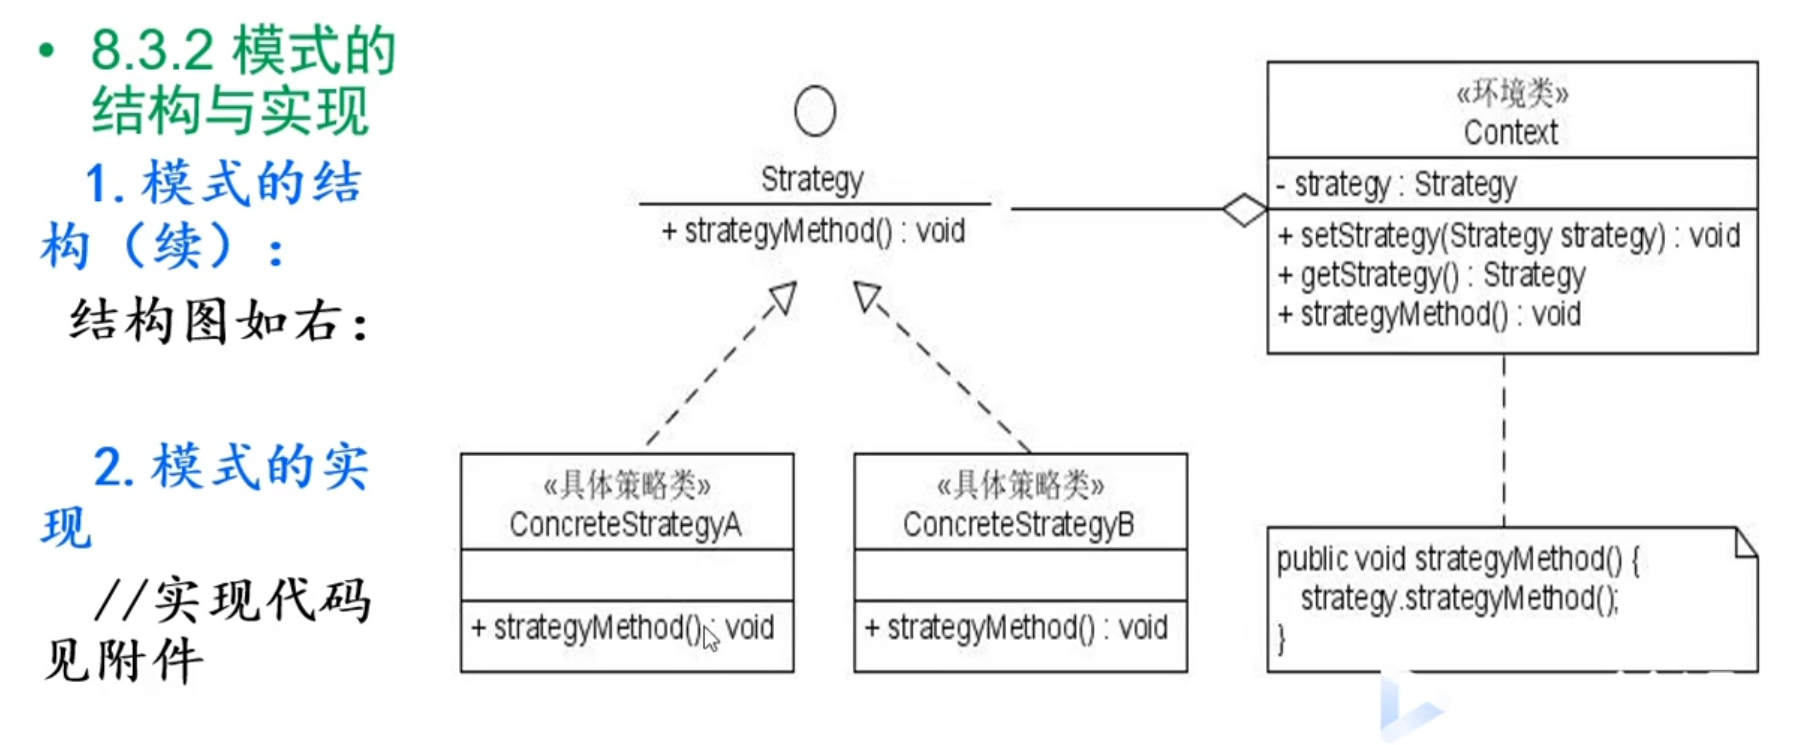 • 8.3.2 模式的
结构与实现
1.模式的结
构（续）：
结构图如右：
2.模式的实
现
//实现代码
见附件
Strategy
+ strategyMethod() : void
«环境类»
Context
- strategy : Strategy
+ setStrategy(Strategy strategy) : void
+ getStrategy() : Strategy
+ strategyMethod() : void
«具体策略类»
ConcreteStrategyA
+ strategyMethod() : void
«具体策略类»
ConcreteStrategyB
+ strategyMethod() : void
public void strategyMethod() {
strategy.strategyMethod();
}